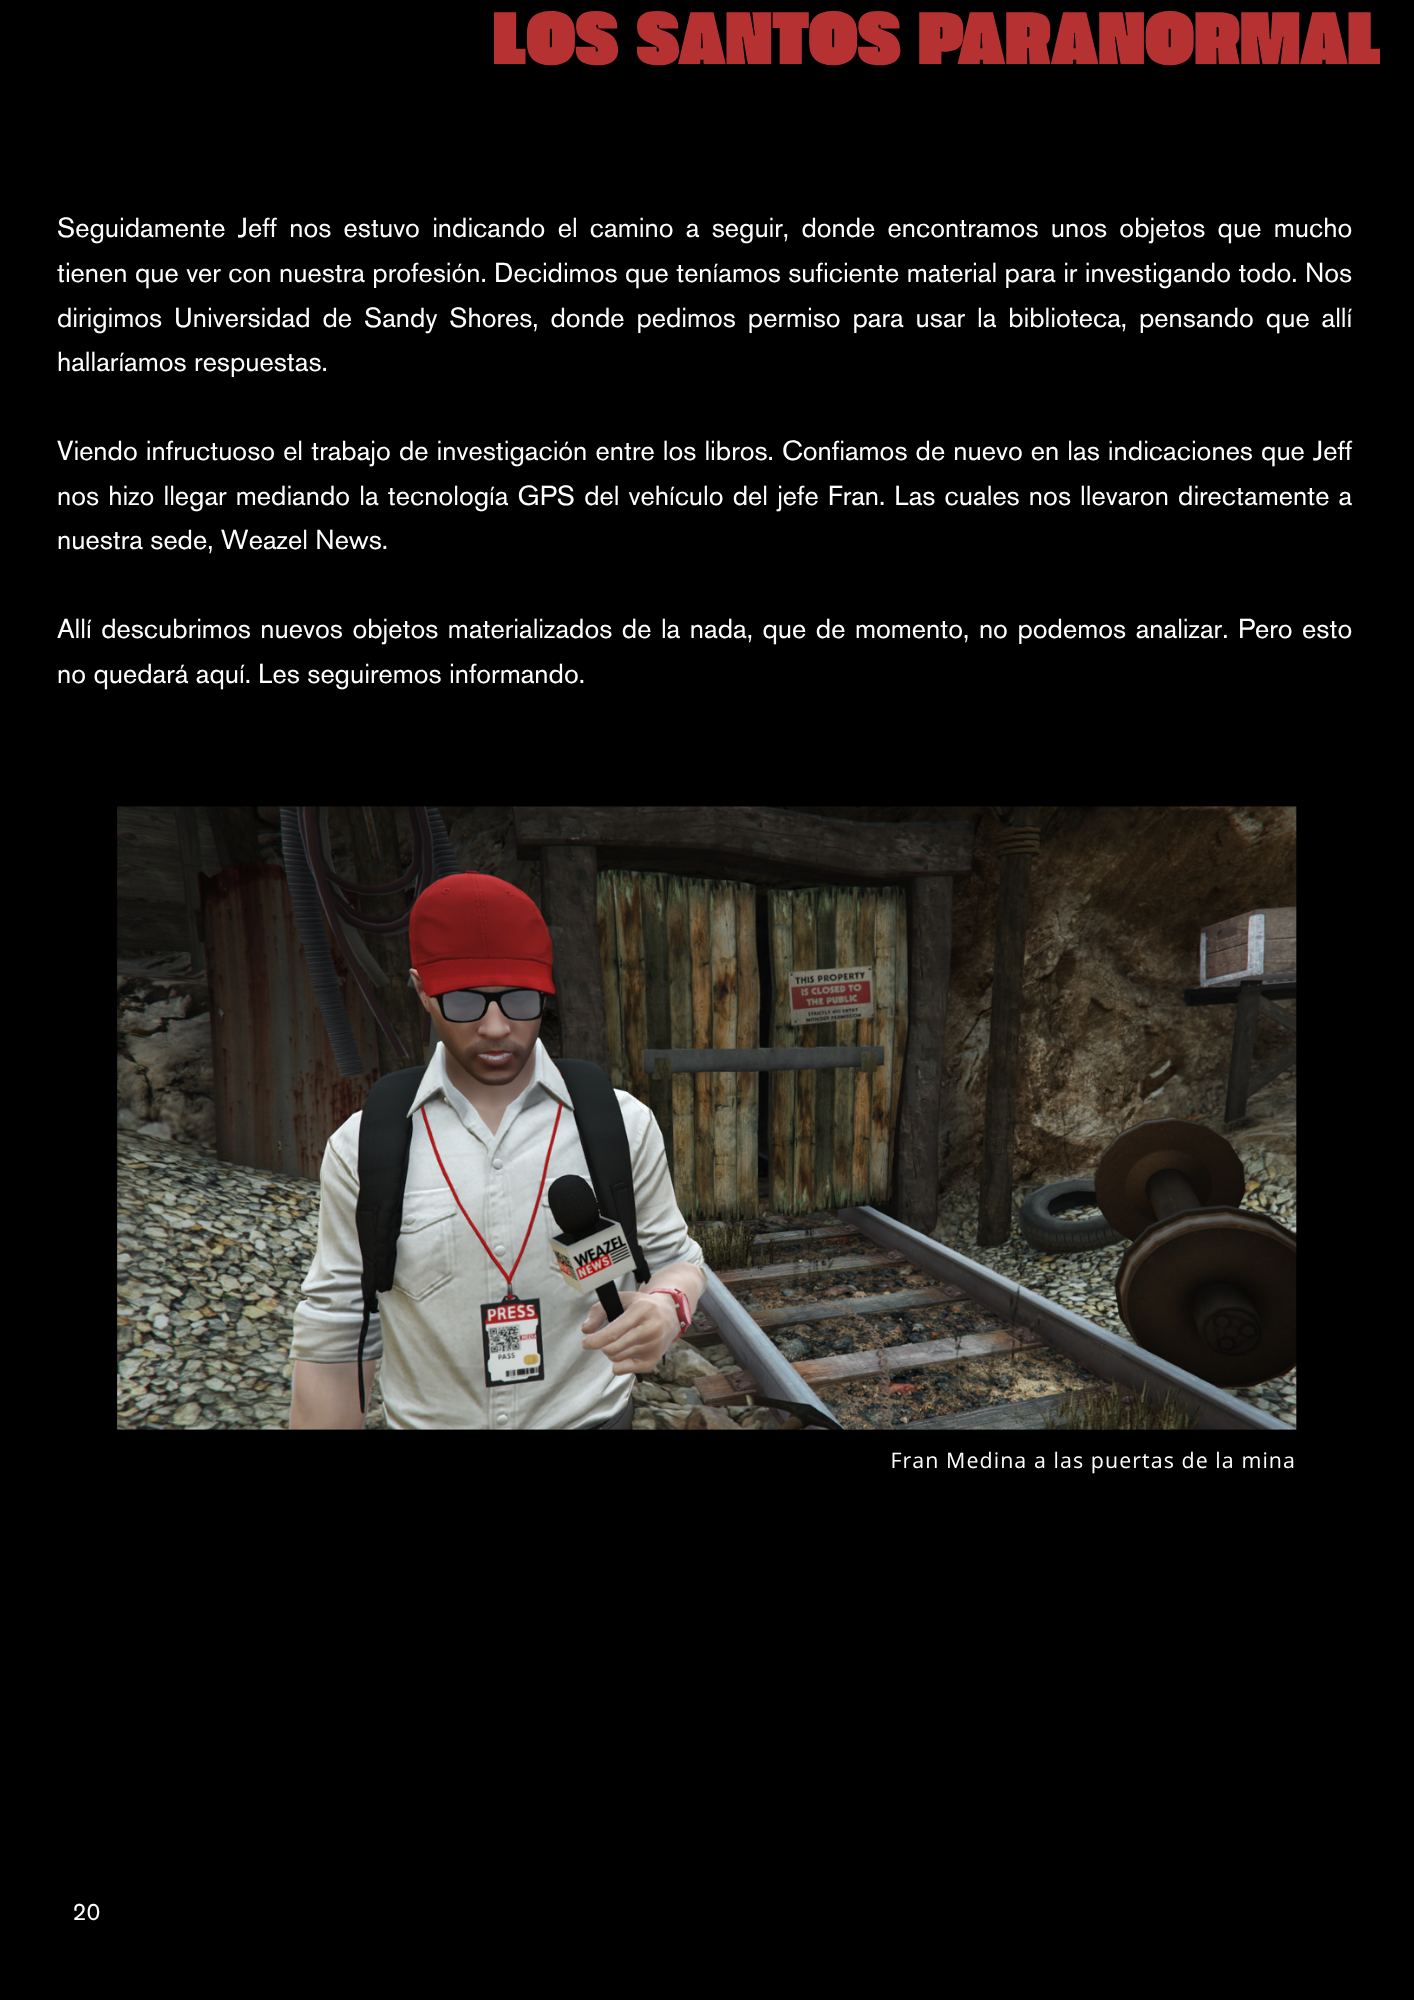 LOS SANTOS PARANORMAL
Seguidamente Jeff nos estuvo indicando el camino a seguir, donde encontramos unos objetos que mucho
tienen que ver con nuestra profesión. Decidimos que teníamos suficiente material para ir investigando todo. Nos
dirigimos Universidad de Sandy Shores, donde pedimos permiso para usar la biblioteca, pensando que allí
hallaríamos respuestas.
Viendo infructuoso el trabajo de investigación entre los libros. Confiamos de nuevo en las indicaciones que Jeff
nos hizo llegar mediando la tecnología GPS del vehículo del jefe Fran. Las cuales nos llevaron directamente a
nuestra sede, Weazel News.
Allí descubrimos nuevos objetos materializados de la nada, que de momento, no podemos analizar. Pero esto
no quedará aquí. Les seguiremos informando.
THIS PROPERTY
IS CLOSED TO
THE PUBLIC
STRICTLY NO ENTRY
WITHOUT PERMISSION
WEAZEL
NEWS
PRESS
PASS
Fran Medina a las puertas de la mina
20